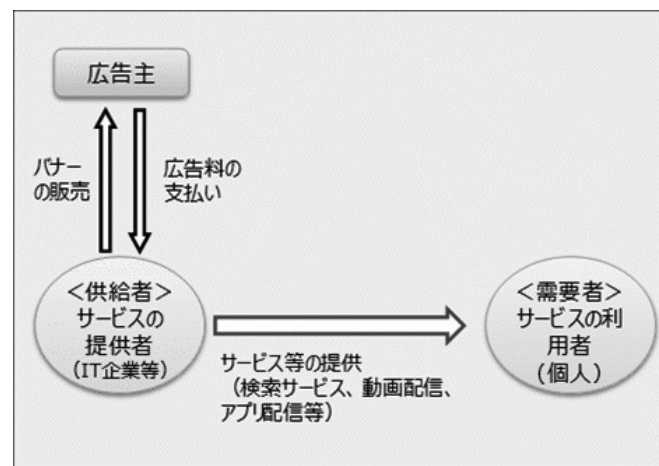 広告主
バナー
の販売
広告料の
支払い
<供給者>
サービスの
提供者
(IT企業等)
サービス等の提供
(検索サービス、動画配信、
アプリ配信等)
<需要者>
サービスの利
用者
(個人)